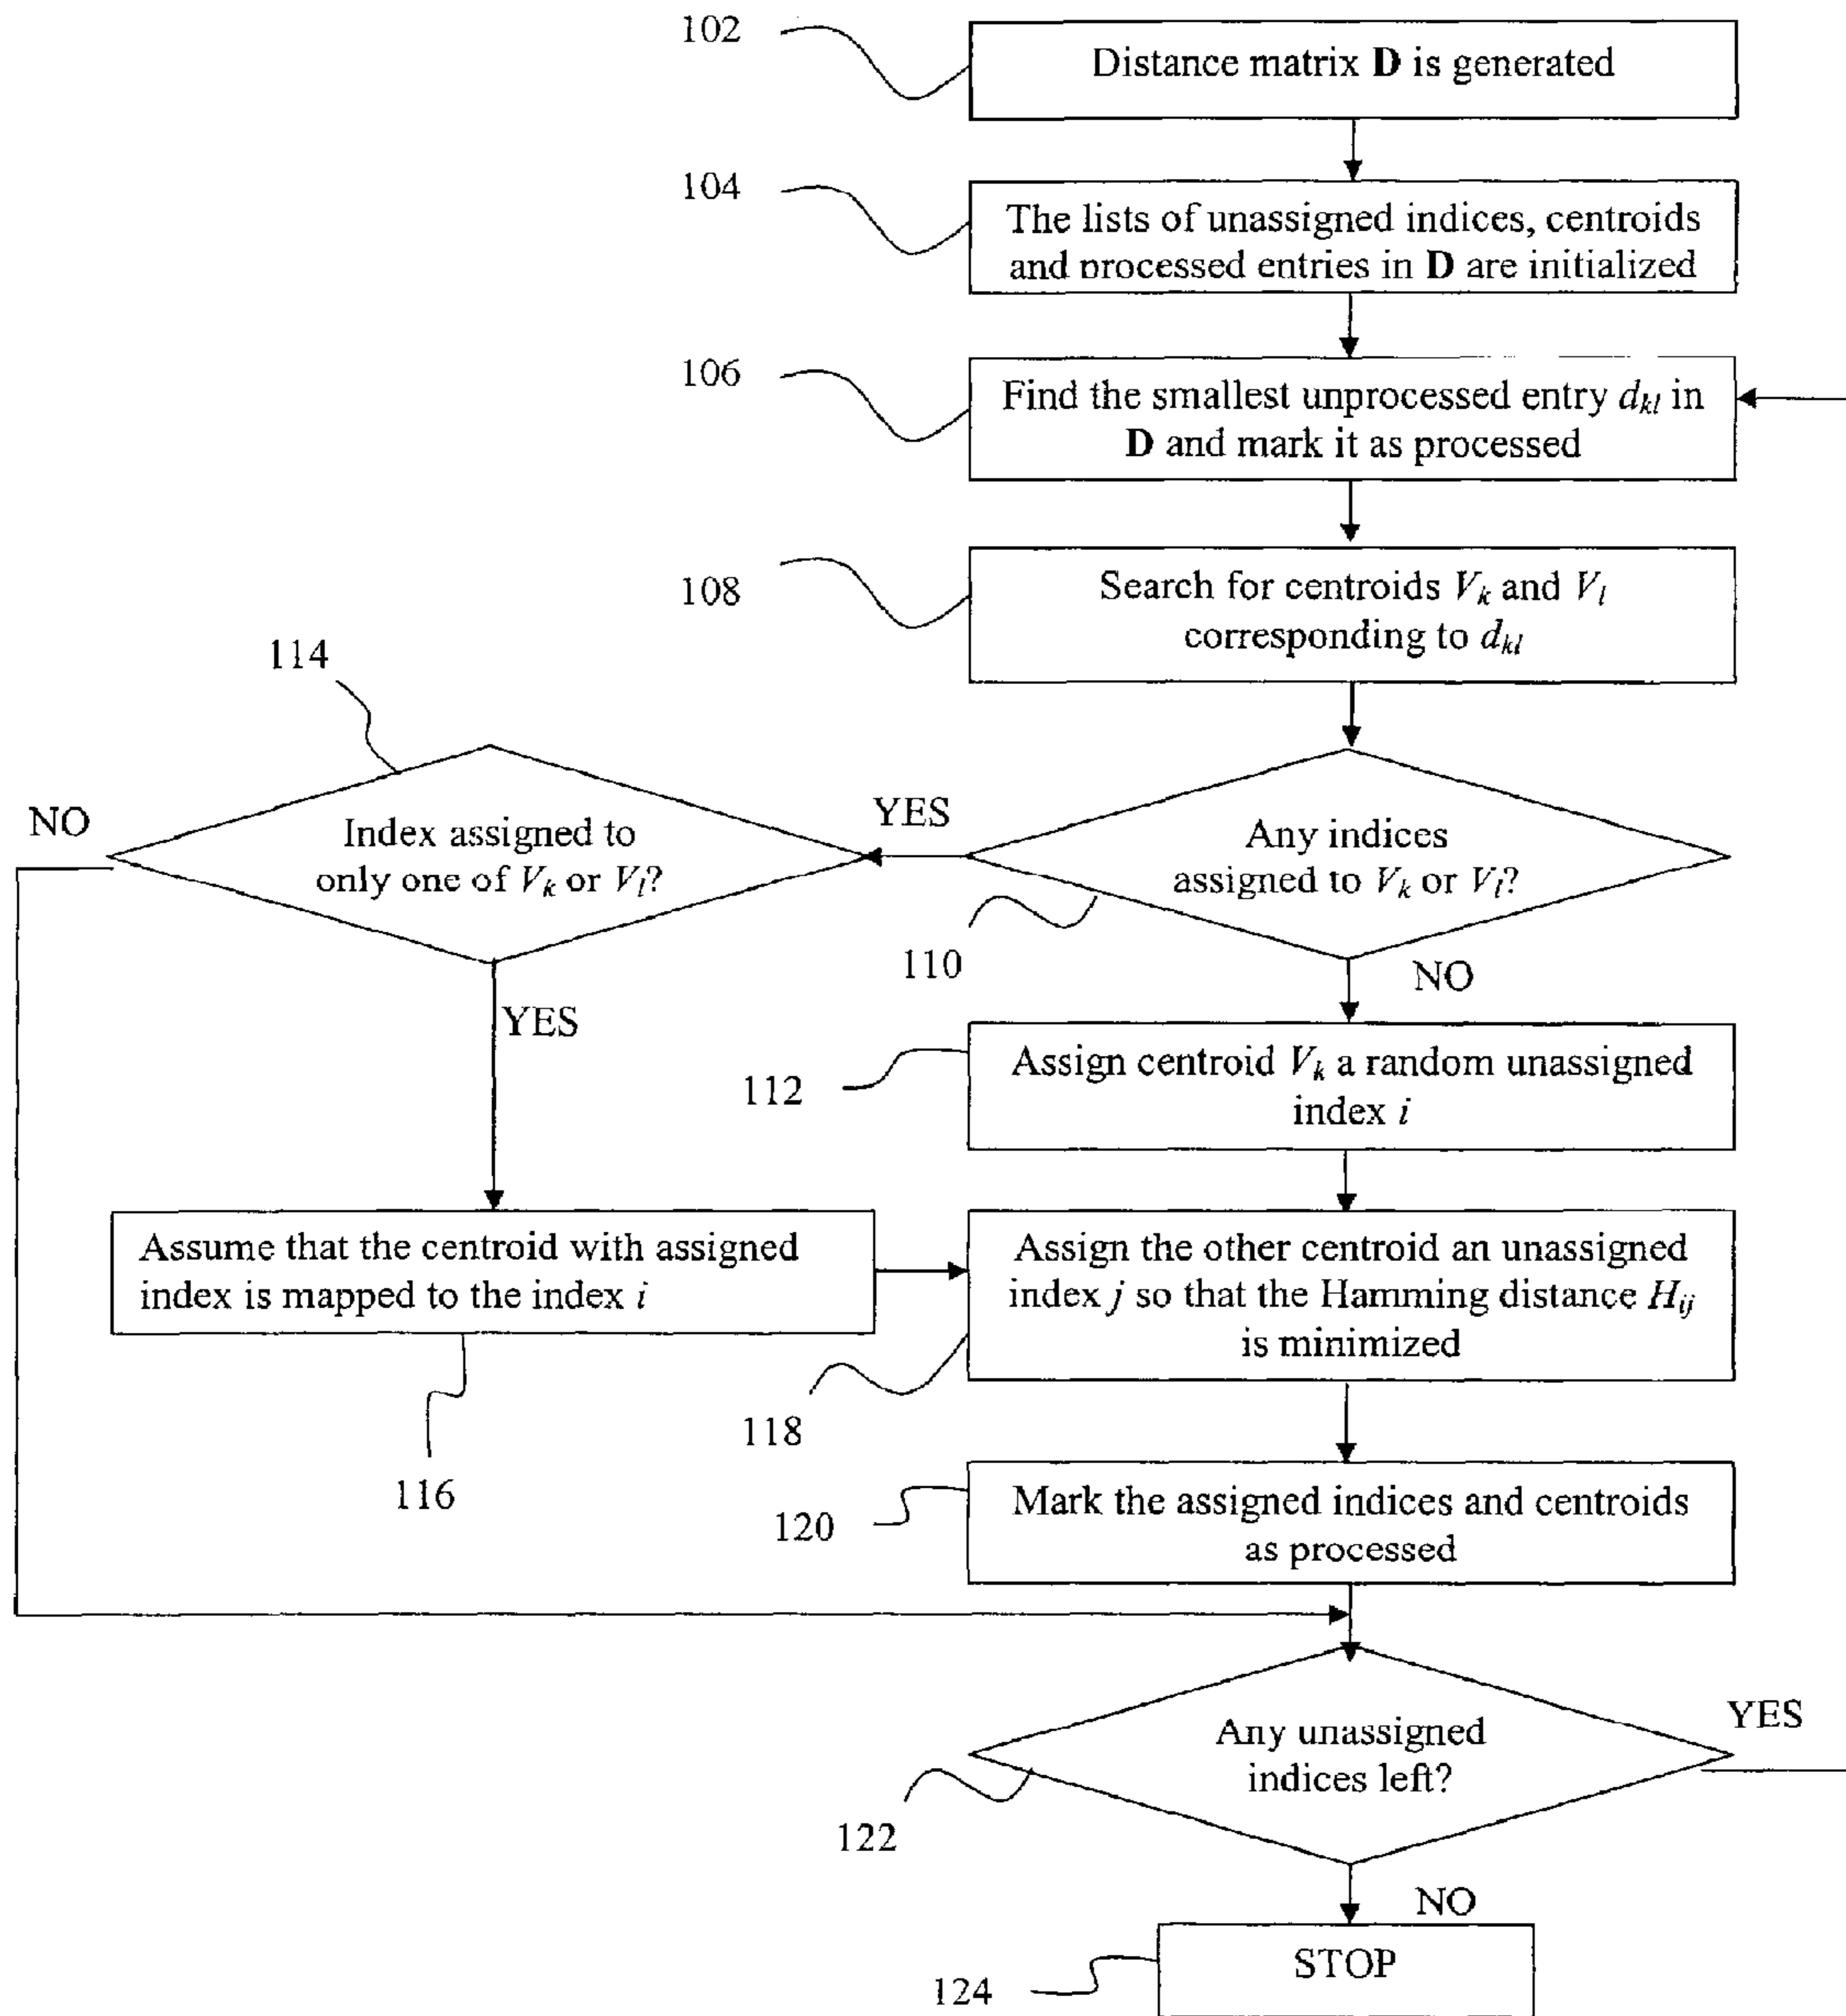 102
Distance matrix D is generated
104
The lists of unassigned indices, centroids
and processed entries in D are initialized
106
Find the smallest unprocessed entry dkl in
D and mark it as processed
108
Search for centroids Vk and Vl
corresponding to dkl
114
NO
Index assigned to
only one of Vk or Vl?
YES
Any indices
assigned to Vk or Vl?
110
NO
YES
112
Assign centroid Vk a random unassigned
index i
Assume that the centroid with assigned
index is mapped to the index i
Assign the other centroid an unassigned
index j so that the Hamming distance Hij
is minimized
116
118
120
Mark the assigned indices and centroids
as processed
Any unassigned
indices left?
YES
122
NO
STOP
124